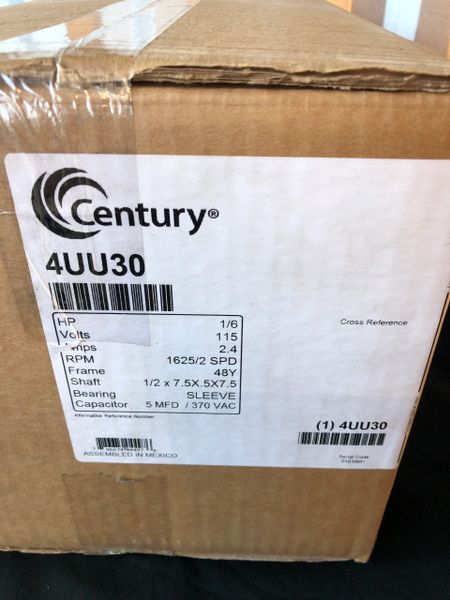 Century®
4UU30
HP 1/6
Volts 115
Amps 2.4
RPM 1625/2 SPD
Frame 48Y
Shaft 1/2 x 7.5X.5X7.5
Bearing SLEEVE
Capacitor 5 MFD / 370 VAC
Cross Reference
Alternative Reference Number
(1) 4UU30
ASSEMBLED IN MEXICO
Serial Code